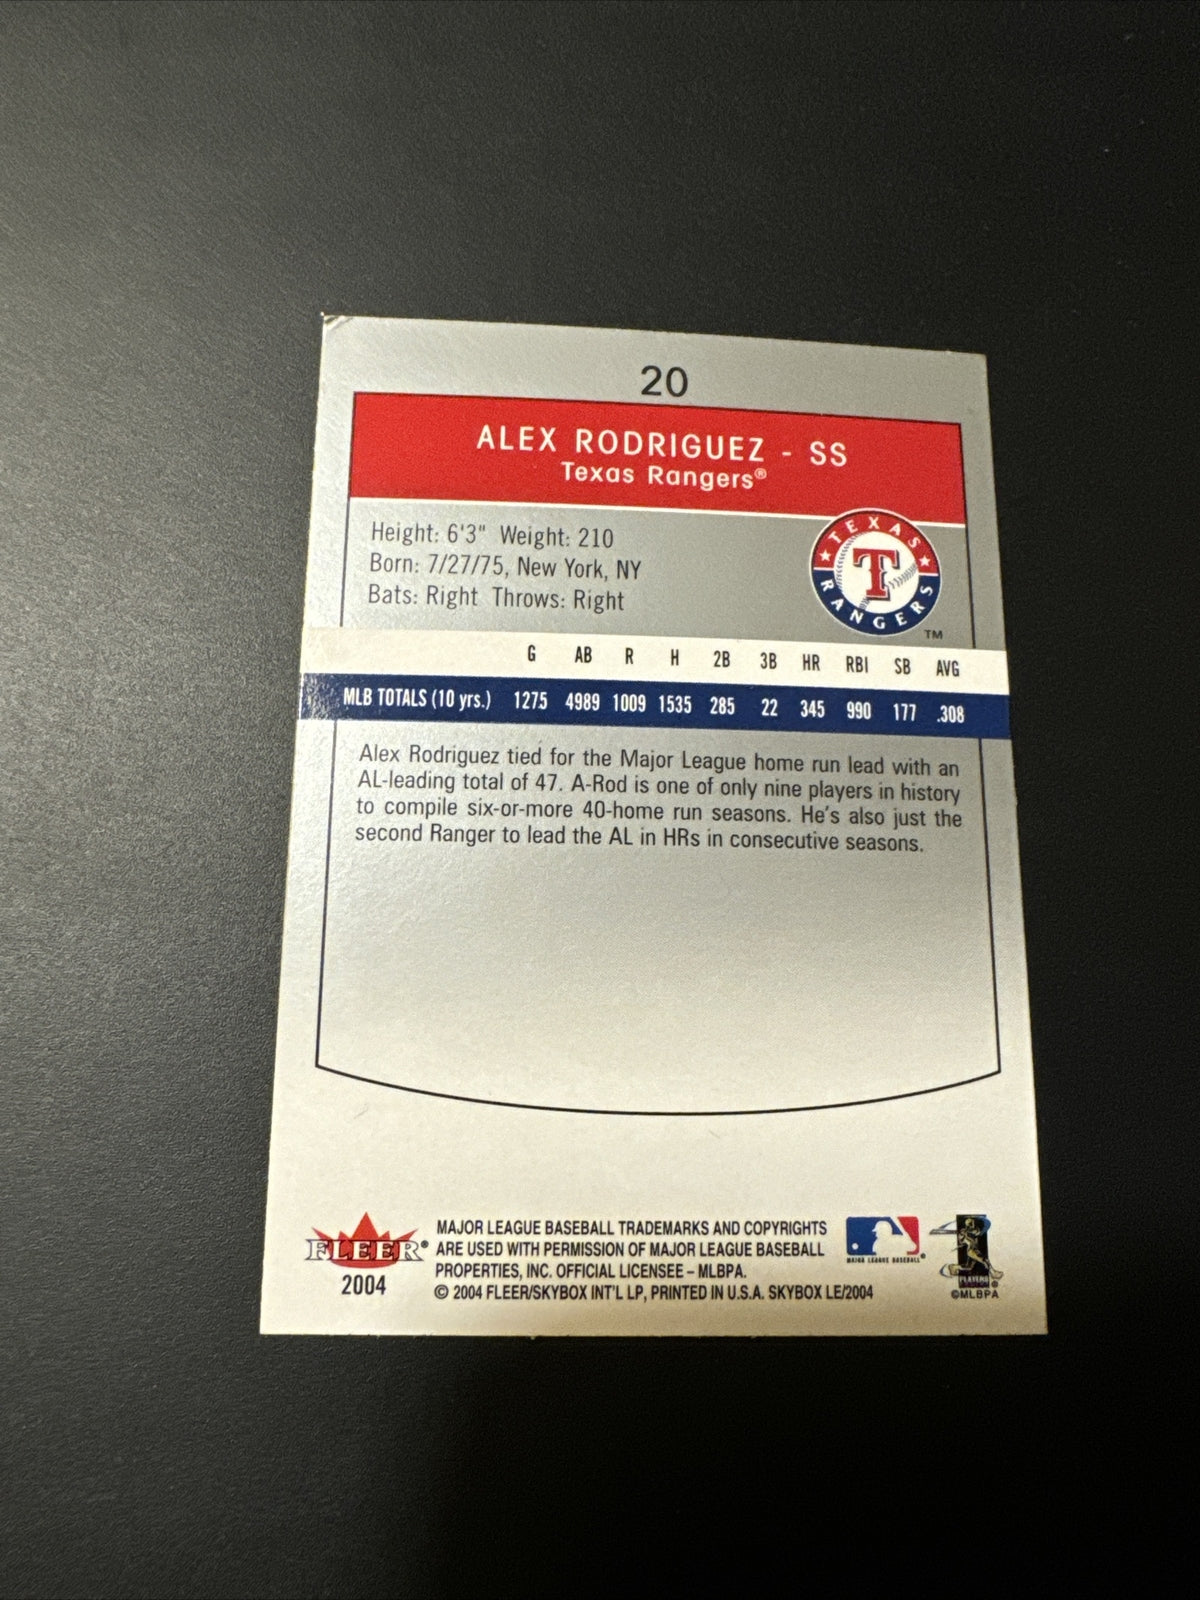 20
ALEX RODRIGUEZ - SS
Texas Rangers®
Height: 6'3" Weight: 210
Born: 7/27/75, New York, NY
Bats: Right Throws: Right
TEXAS
T
RANGERS
TM
G AB R H 2B 3B HR RBI SB AVG
MLB TOTALS (10 yrs.) 1275 4989 1009 1535 285 22 345 990 177 .308
Alex Rodriguez tied for the Major League home run lead with an
AL-leading total of 47. A-Rod is one of only nine players in history
to compile six-or-more 40-home run seasons. He's also just the
second Ranger to lead the AL in HRs in consecutive seasons.
FLEER®
2004
MAJOR LEAGUE BASEBALL TRADEMARKS AND COPYRIGHTS
ARE USED WITH PERMISSION OF MAJOR LEAGUE BASEBALL
PROPERTIES, INC. OFFICIAL LICENSEE – MLBPA.
© 2004 FLEER/SKYBOX INT'L LP, PRINTED IN U.S.A. SKYBOX LE/2004
MAJOR LEAGUE BASEBALL®
PLAYERS®
©MLBPA